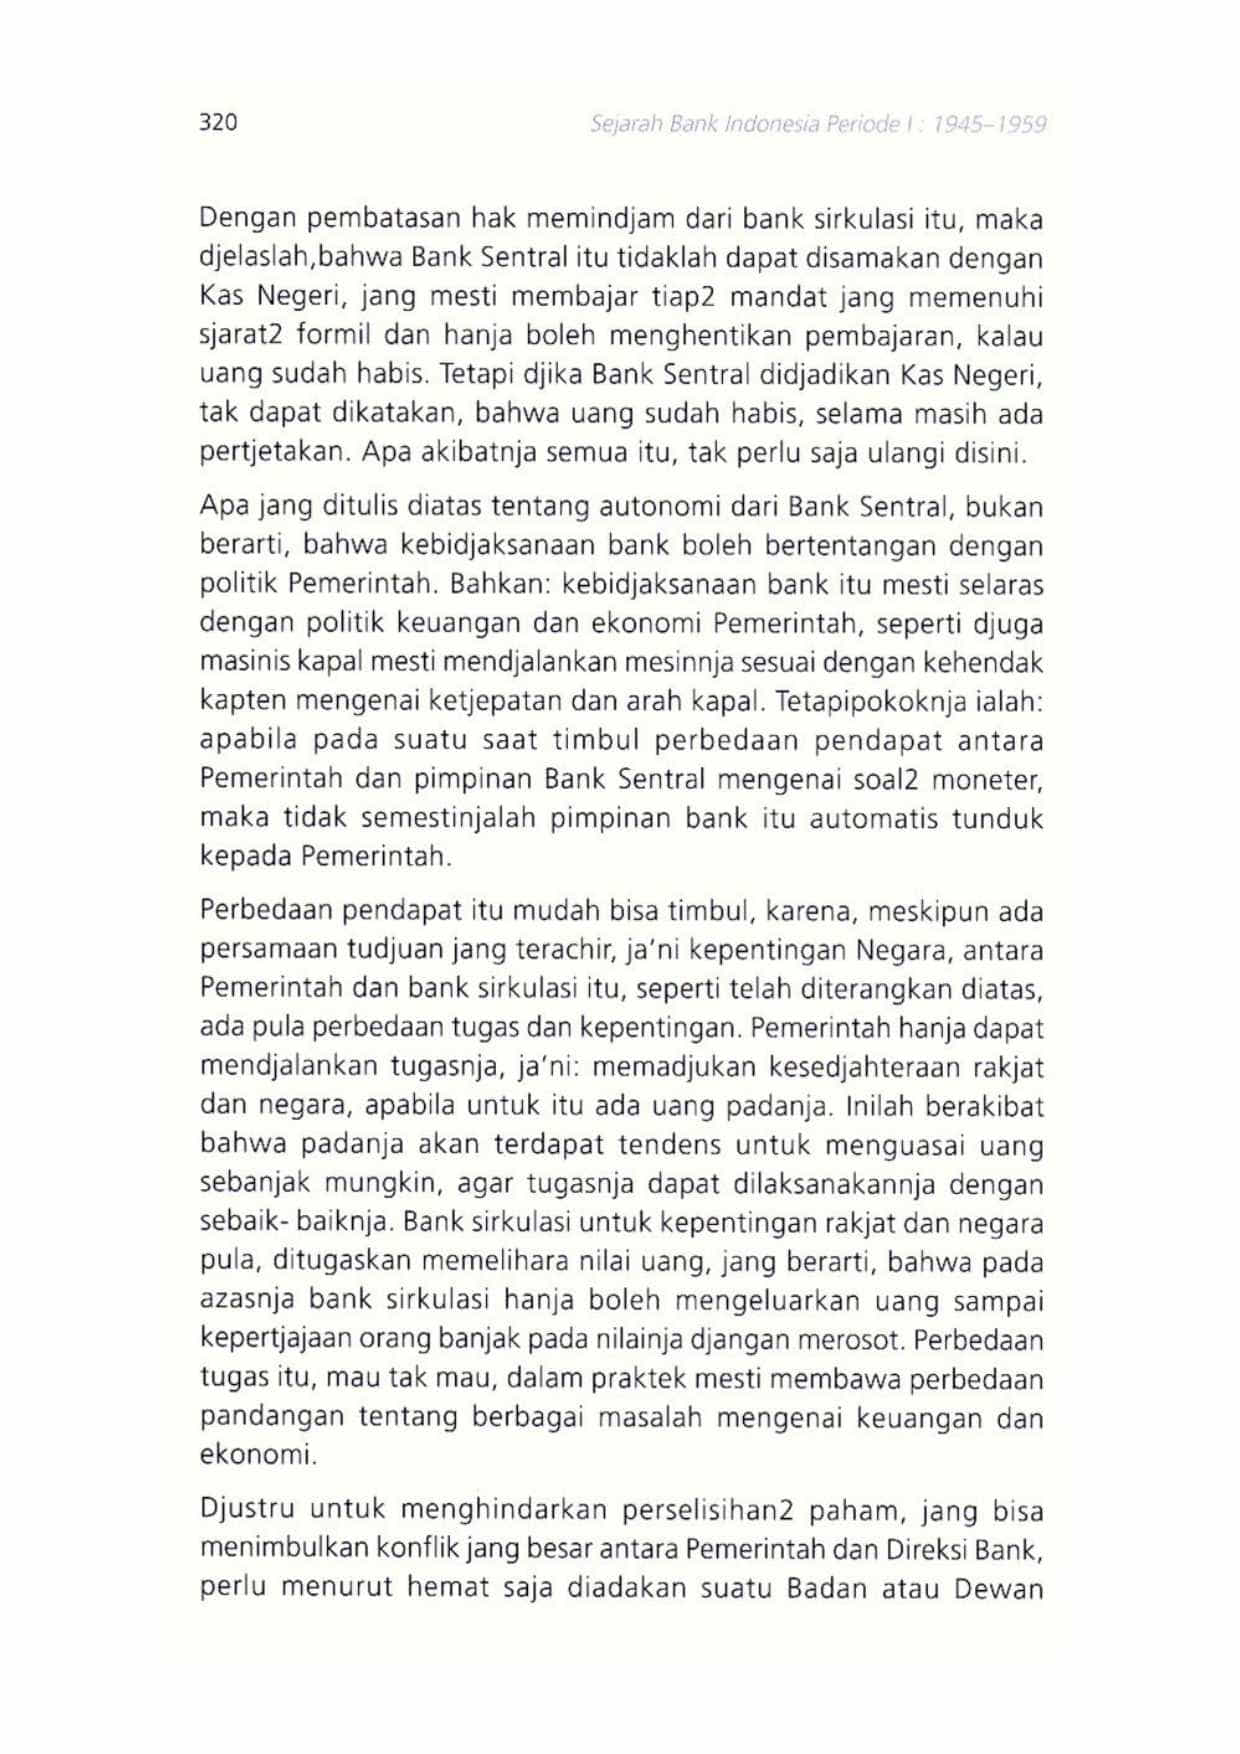 320
Sejarah Bank Indonesia Periode I : 1945–1959
Dengan pembatasan hak memindjam dari bank sirkulasi itu, maka
djelaslah,bahwa Bank Sentral itu tidaklah dapat disamakan dengan
Kas Negeri, jang mesti membajar tiap2 mandat jang memenuhi
sjarat2 formil dan hanja boleh menghentikan pembajaran, kalau
uang sudah habis. Tetapi djika Bank Sentral didjadikan Kas Negeri,
tak dapat dikatakan, bahwa uang sudah habis, selama masih ada
pertjetakan. Apa akibatnja semua itu, tak perlu saja ulangi disini.
Apa jang ditulis diatas tentang autonomi dari Bank Sentral, bukan
berarti, bahwa kebidjaksanaan bank boleh bertentangan dengan
politik Pemerintah. Bahkan: kebidjaksanaan bank itu mesti selaras
dengan politik keuangan dan ekonomi Pemerintah, seperti djuga
masinis kapal mesti mendjalankan mesinnja sesuai dengan kehendak
kapten mengenai ketjepatan dan arah kapal. Tetapipokoknja ialah:
apabila pada suatu saat timbul perbedaan pendapat antara
Pemerintah dan pimpinan Bank Sentral mengenai soal2 moneter,
maka tidak semestinjalah pimpinan bank itu automatis tunduk
kepada Pemerintah.
Perbedaan pendapat itu mudah bisa timbul, karena, meskipun ada
persamaan tudjuan jang terachir, ja'ni kepentingan Negara, antara
Pemerintah dan bank sirkulasi itu, seperti telah diterangkan diatas,
ada pula perbedaan tugas dan kepentingan. Pemerintah hanja dapat
mendjalankan tugasnja, ja'ni: memadjukan kesedjahteraan rakjat
dan negara, apabila untuk itu ada uang padanja. Inilah berakibat
bahwa padanja akan terdapat tendens untuk menguasai uang
sebanjak mungkin, agar tugasnja dapat dilaksanakannja dengan
sebaik- baiknja. Bank sirkulasi untuk kepentingan rakjat dan negara
pula, ditugaskan memelihara nilai uang, jang berarti, bahwa pada
azasnja bank sirkulasi hanja boleh mengeluarkan uang sampai
kepertjajaan orang banjak pada nilainja djangan merosot. Perbedaan
tugas itu, mau tak mau, dalam praktek mesti membawa perbedaan
pandangan tentang berbagai masalah mengenai keuangan dan
ekonomi.
Djustru untuk menghindarkan perselisihan2 paham, jang bisa
menimbulkan konflik jang besar antara Pemerintah dan Direksi Bank,
perlu menurut hemat saja diadakan suatu Badan atau Dewan